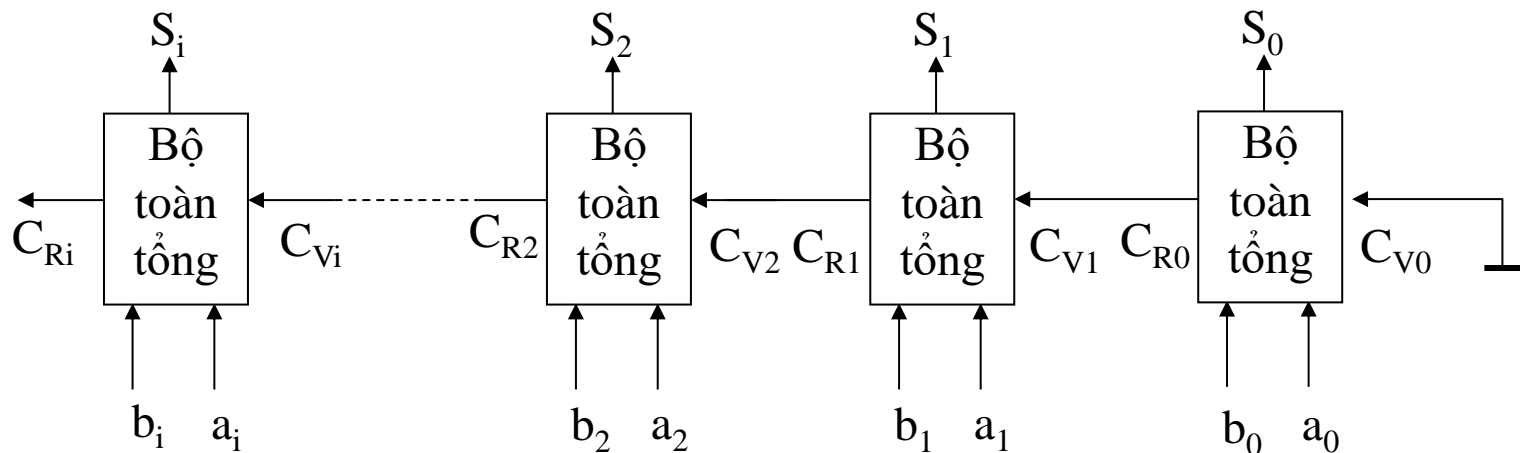 S_i S_2 S_1 S_0
Bộ Bộ Bộ Bộ
toàn toàn toàn toàn
tổng tổng tổng tổng
C_Ri C_Vi C_R2 C_V2 C_R1 C_V1 C_R0 C_V0
b_i a_i b_2 a_2 b_1 a_1 b_0 a_0